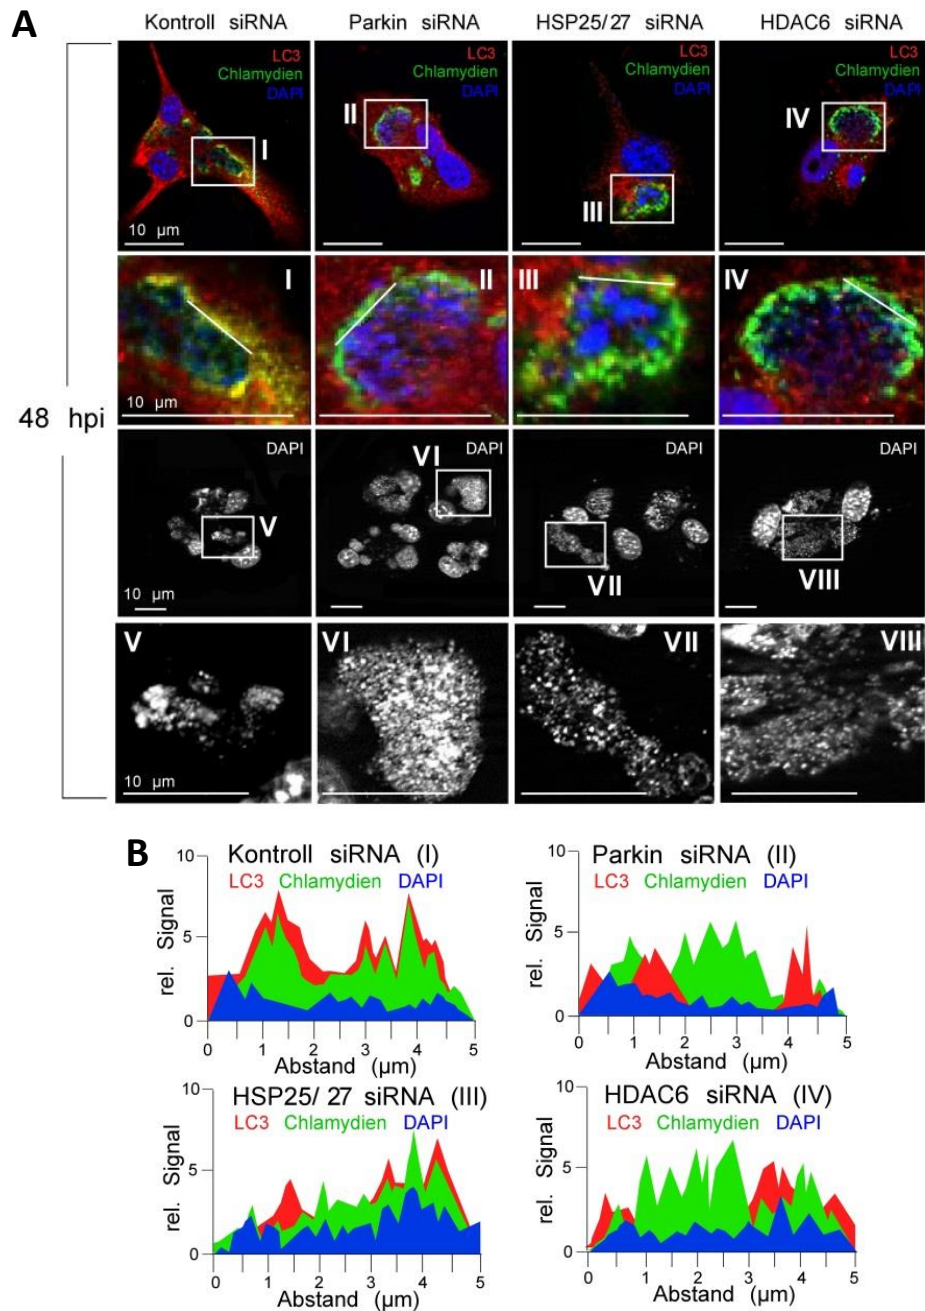 A
Kontroll siRNA Parkin siRNA HSP25/27 siRNA HDAC6 siRNA
LC3 LC3 LC3 LC3
Chlamydien Chlamydien Chlamydien Chlamydien
DAPI DAPI DAPI DAPI
I II III IV
10 µm
I II III IV
10 µm
48 hpi
DAPI DAPI DAPI DAPI
V VI VII VIII
10 µm
V VI VII VIII
10 µm
B
Kontroll siRNA (I)
LC3 Chlamydien DAPI
rel. Signal
10
5
0
0 1 2 3 4 5
Abstand (µm)
Parkin siRNA (II)
LC3 Chlamydien DAPI
rel. Signal
10
5
0
0 1 2 3 4 5
Abstand (µm)
HSP25/27 siRNA (III)
LC3 Chlamydien DAPI
rel. Signal
10
5
0
0 1 2 3 4 5
Abstand (µm)
HDAC6 siRNA (IV)
LC3 Chlamydien DAPI
rel. Signal
10
5
0
0 1 2 3 4 5
Abstand (µm)